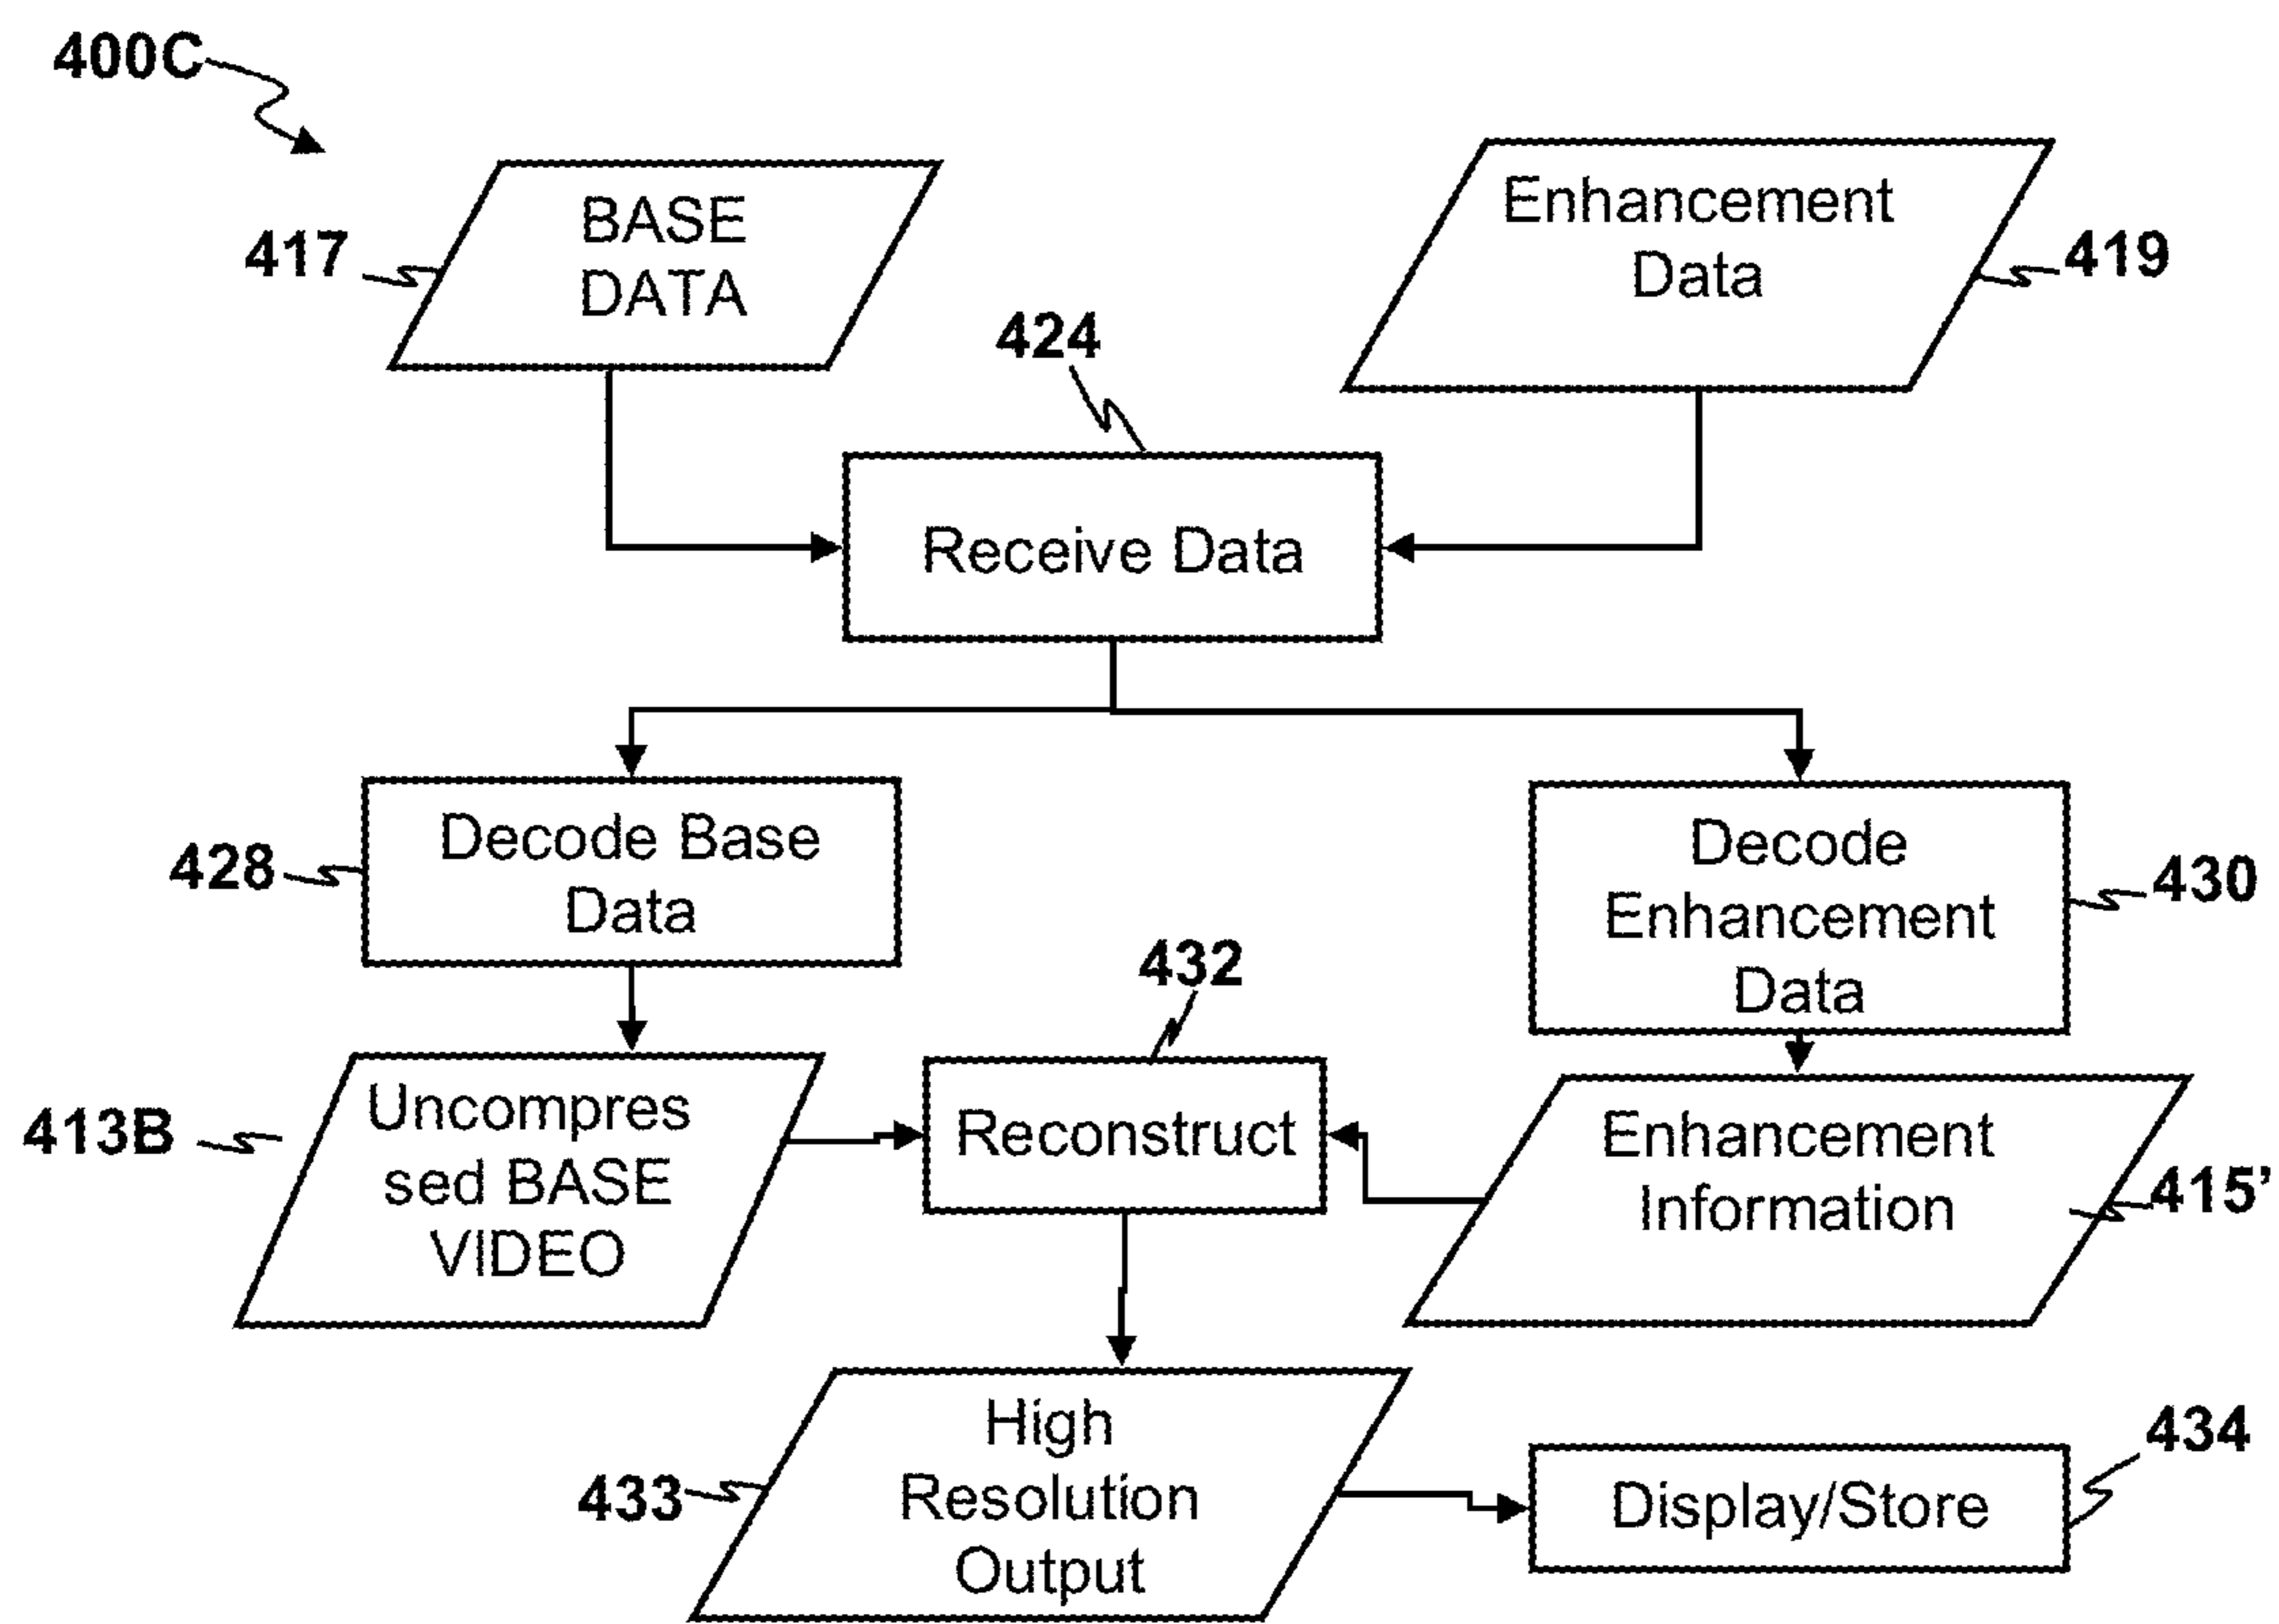 400C
BASE
DATA
417
Enhancement
Data
419
424
Receive Data
Decode Base
Data
428
Decode
Enhancement
Data
430
432
Uncompres
sed BASE
VIDEO
413B
Reconstruct
Enhancement
Information
415’
High
Resolution
Output
433
Display/Store
434